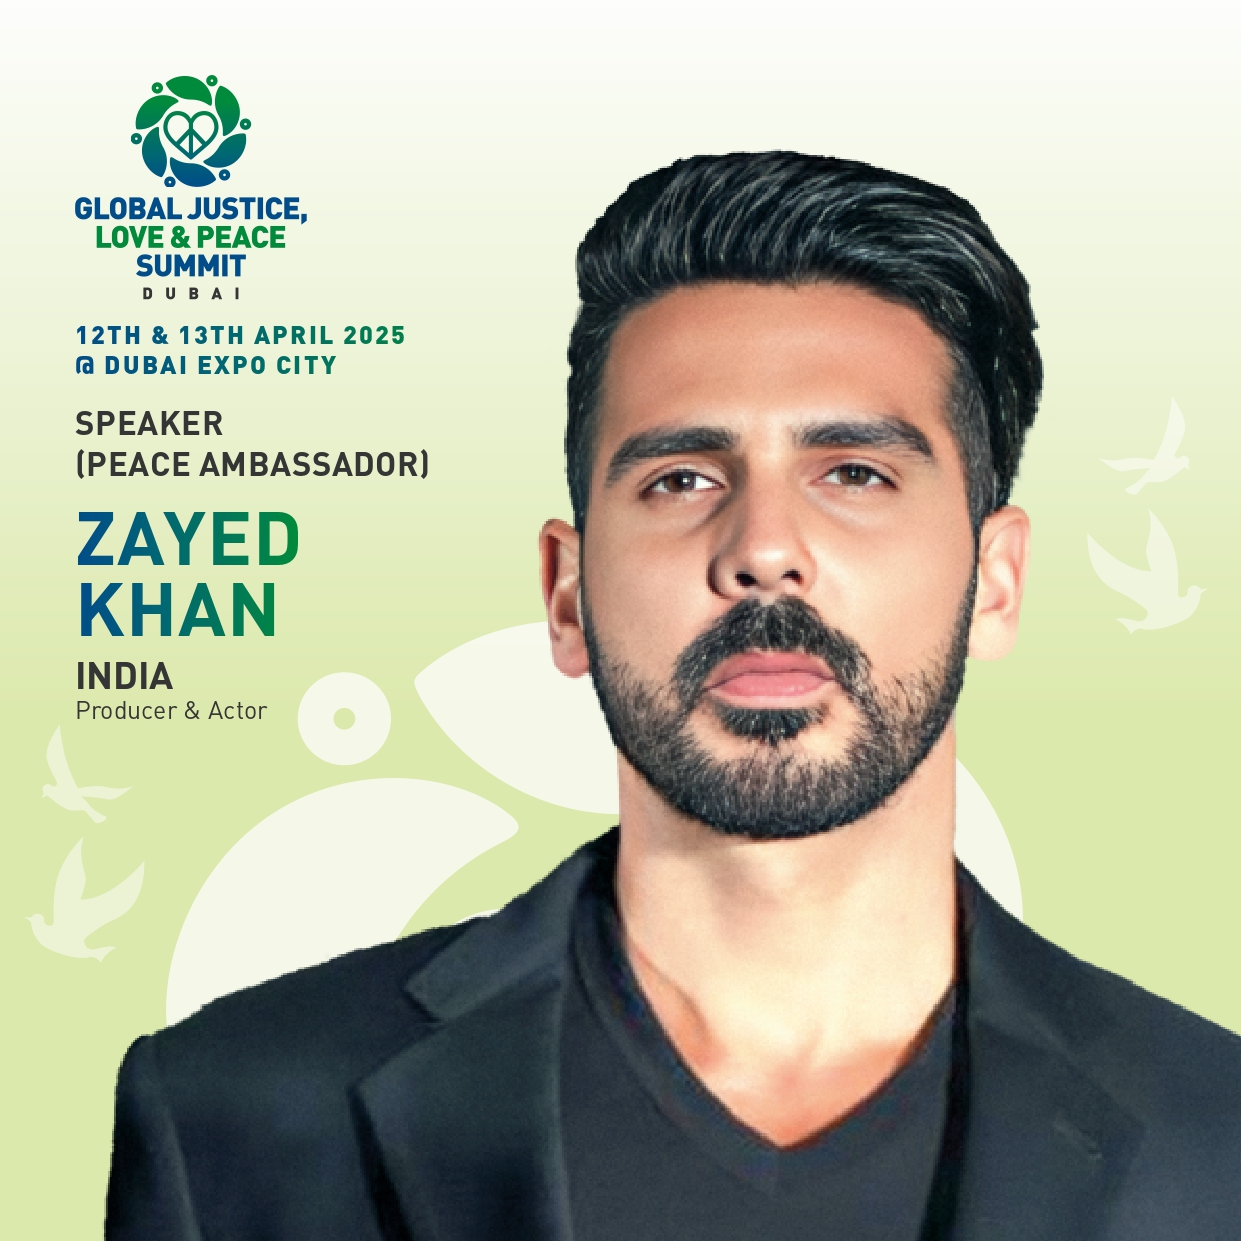 GLOBAL JUSTICE,
LOVE & PEACE
SUMMIT
DUBAI
12TH & 13TH APRIL 2025
@ DUBAI EXPO CITY
SPEAKER
(PEACE AMBASSADOR)
ZAYED
KHAN
INDIA
Producer & Actor